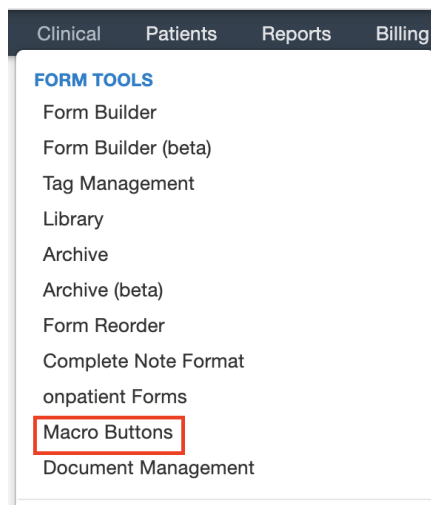 Clinical Patients Reports Billing
FORM TOOLS
Form Builder
Form Builder (beta)
Tag Management
Library
Archive
Archive (beta)
Form Reorder
Complete Note Format
onpatient Forms
Macro Buttons
Document Management